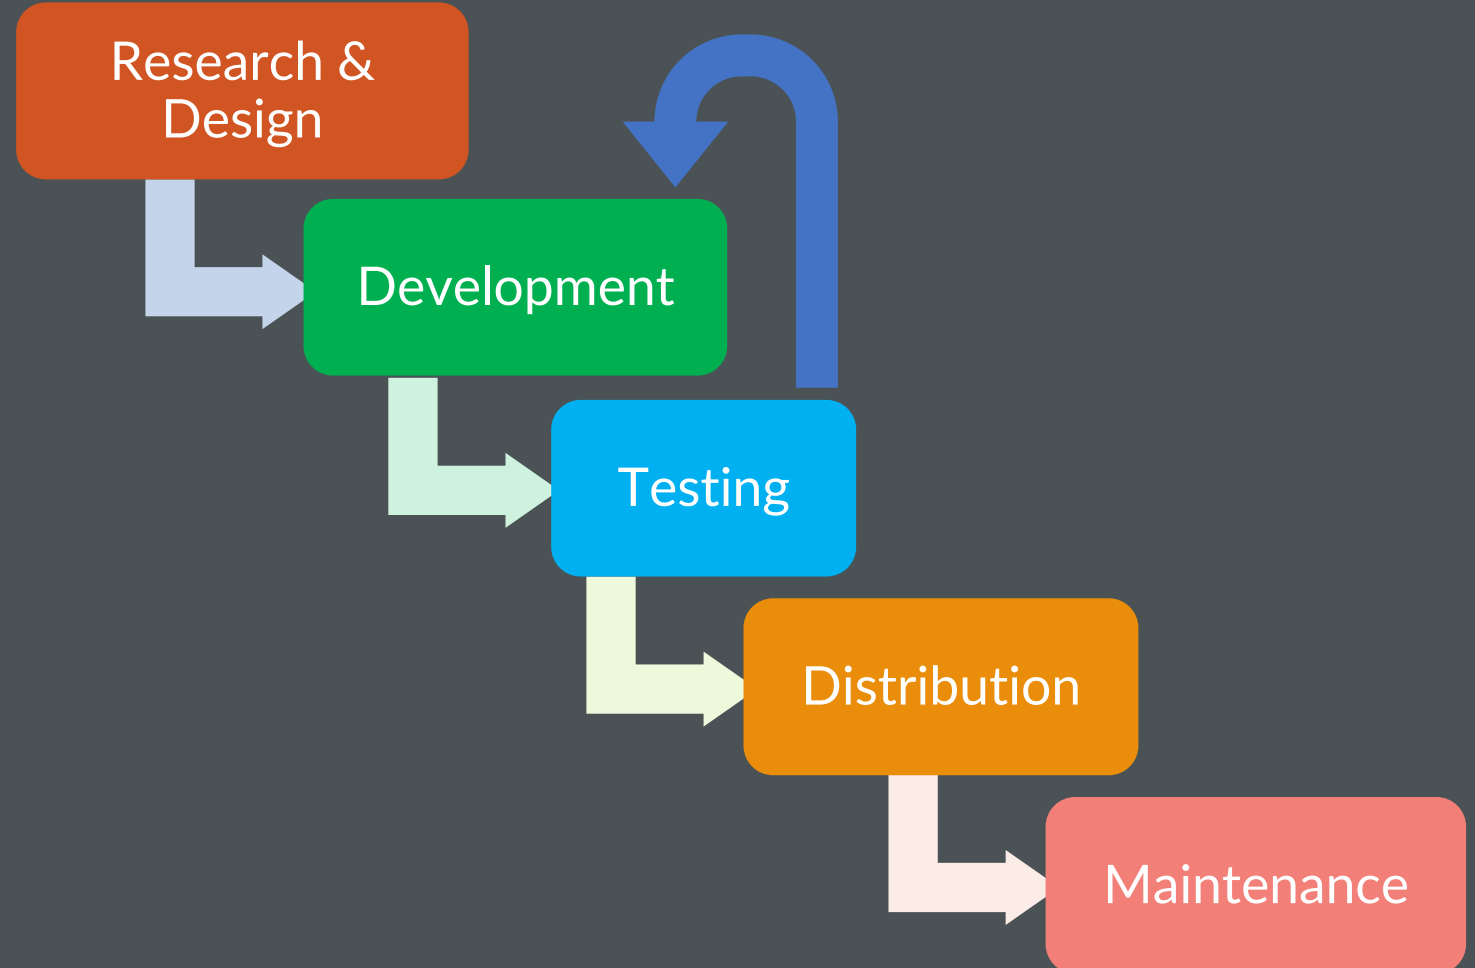 Research &
Design
Development
Testing
Distribution
Maintenance